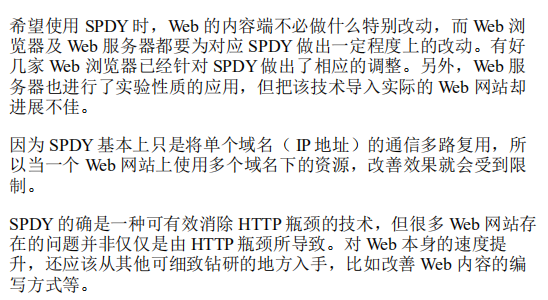 希望使用 SPDY 时，Web 的内容端不必做什么特别改动，而 Web 浏
览器及 Web 服务器都要为对应 SPDY 做出一定程度上的改动。有好
几家 Web 浏览器已经针对 SPDY 做出了相应的调整。另外，Web 服
务器也进行了实验性质的应用，但把该技术导入实际的 Web 网站却
进展不佳。
因为 SPDY 基本上只是将单个域名（ IP 地址）的通信多路复用，所
以当一个 Web 网站上使用多个域名下的资源，改善效果就会受到限
制。
SPDY 的确是一种可有效消除 HTTP 瓶颈的技术，但很多 Web 网站存
在的问题并非仅仅是由 HTTP 瓶颈所导致。对 Web 本身的速度提
升，还应该从其他可细致钻研的地方入手，比如改善 Web 内容的编
写方式等。